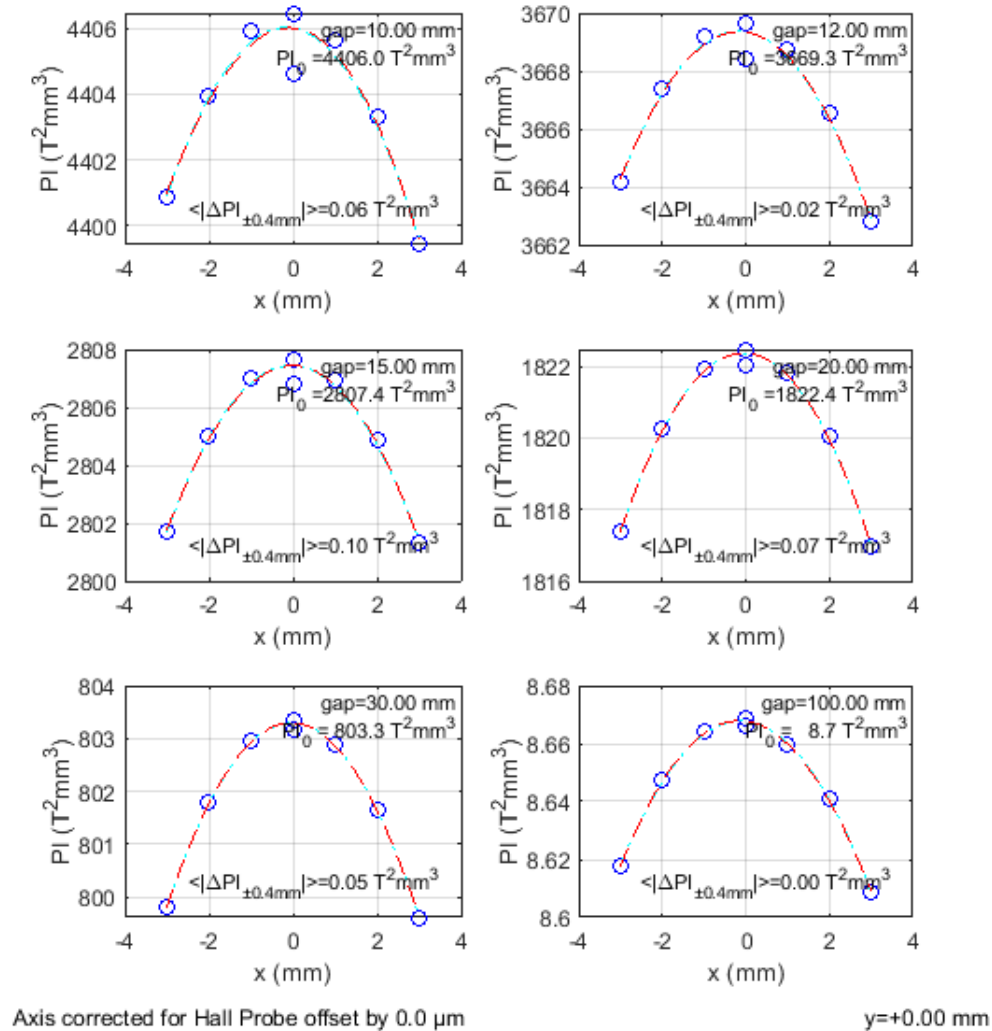 gap=10.00 mm
PI0 =4406.0 T²mm³
<|ΔPI±0.4mm|>=0.06 T²mm³
PI (T²mm³)
4406
4404
4402
4400
-4 -2 0 2 4
x (mm)
gap=12.00 mm
PI0 =3669.3 T²mm³
<|ΔPI±0.4mm|>=0.02 T²mm³
PI (T²mm³)
3670
3668
3666
3664
3662
-4 -2 0 2 4
x (mm)
gap=15.00 mm
PI0 =2807.4 T²mm³
<|ΔPI±0.4mm|>=0.10 T²mm³
PI (T²mm³)
2808
2806
2804
2802
2800
-4 -2 0 2 4
x (mm)
gap=20.00 mm
PI0 =1822.4 T²mm³
<|ΔPI±0.4mm|>=0.07 T²mm³
PI (T²mm³)
1822
1820
1818
1816
-4 -2 0 2 4
x (mm)
gap=30.00 mm
PI0 = 803.3 T²mm³
<|ΔPI±0.4mm|>=0.05 T²mm³
PI (T²mm³)
804
803
802
801
800
-4 -2 0 2 4
x (mm)
gap=100.00 mm
PI0 = 8.7 T²mm³
<|ΔPI±0.4mm|>=0.00 T²mm³
PI (T²mm³)
8.68
8.66
8.64
8.62
8.6
-4 -2 0 2 4
x (mm)
Axis corrected for Hall Probe offset by 0.0 µm
y=+0.00 mm